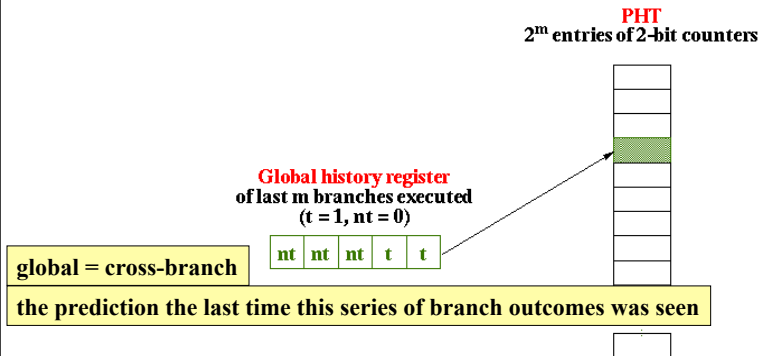 PHT
2^m entries of 2-bit counters
Global history register
of last m branches executed
(t = 1, nt = 0)
nt nt nt t t
global = cross-branch
the prediction the last time this series of branch outcomes was seen